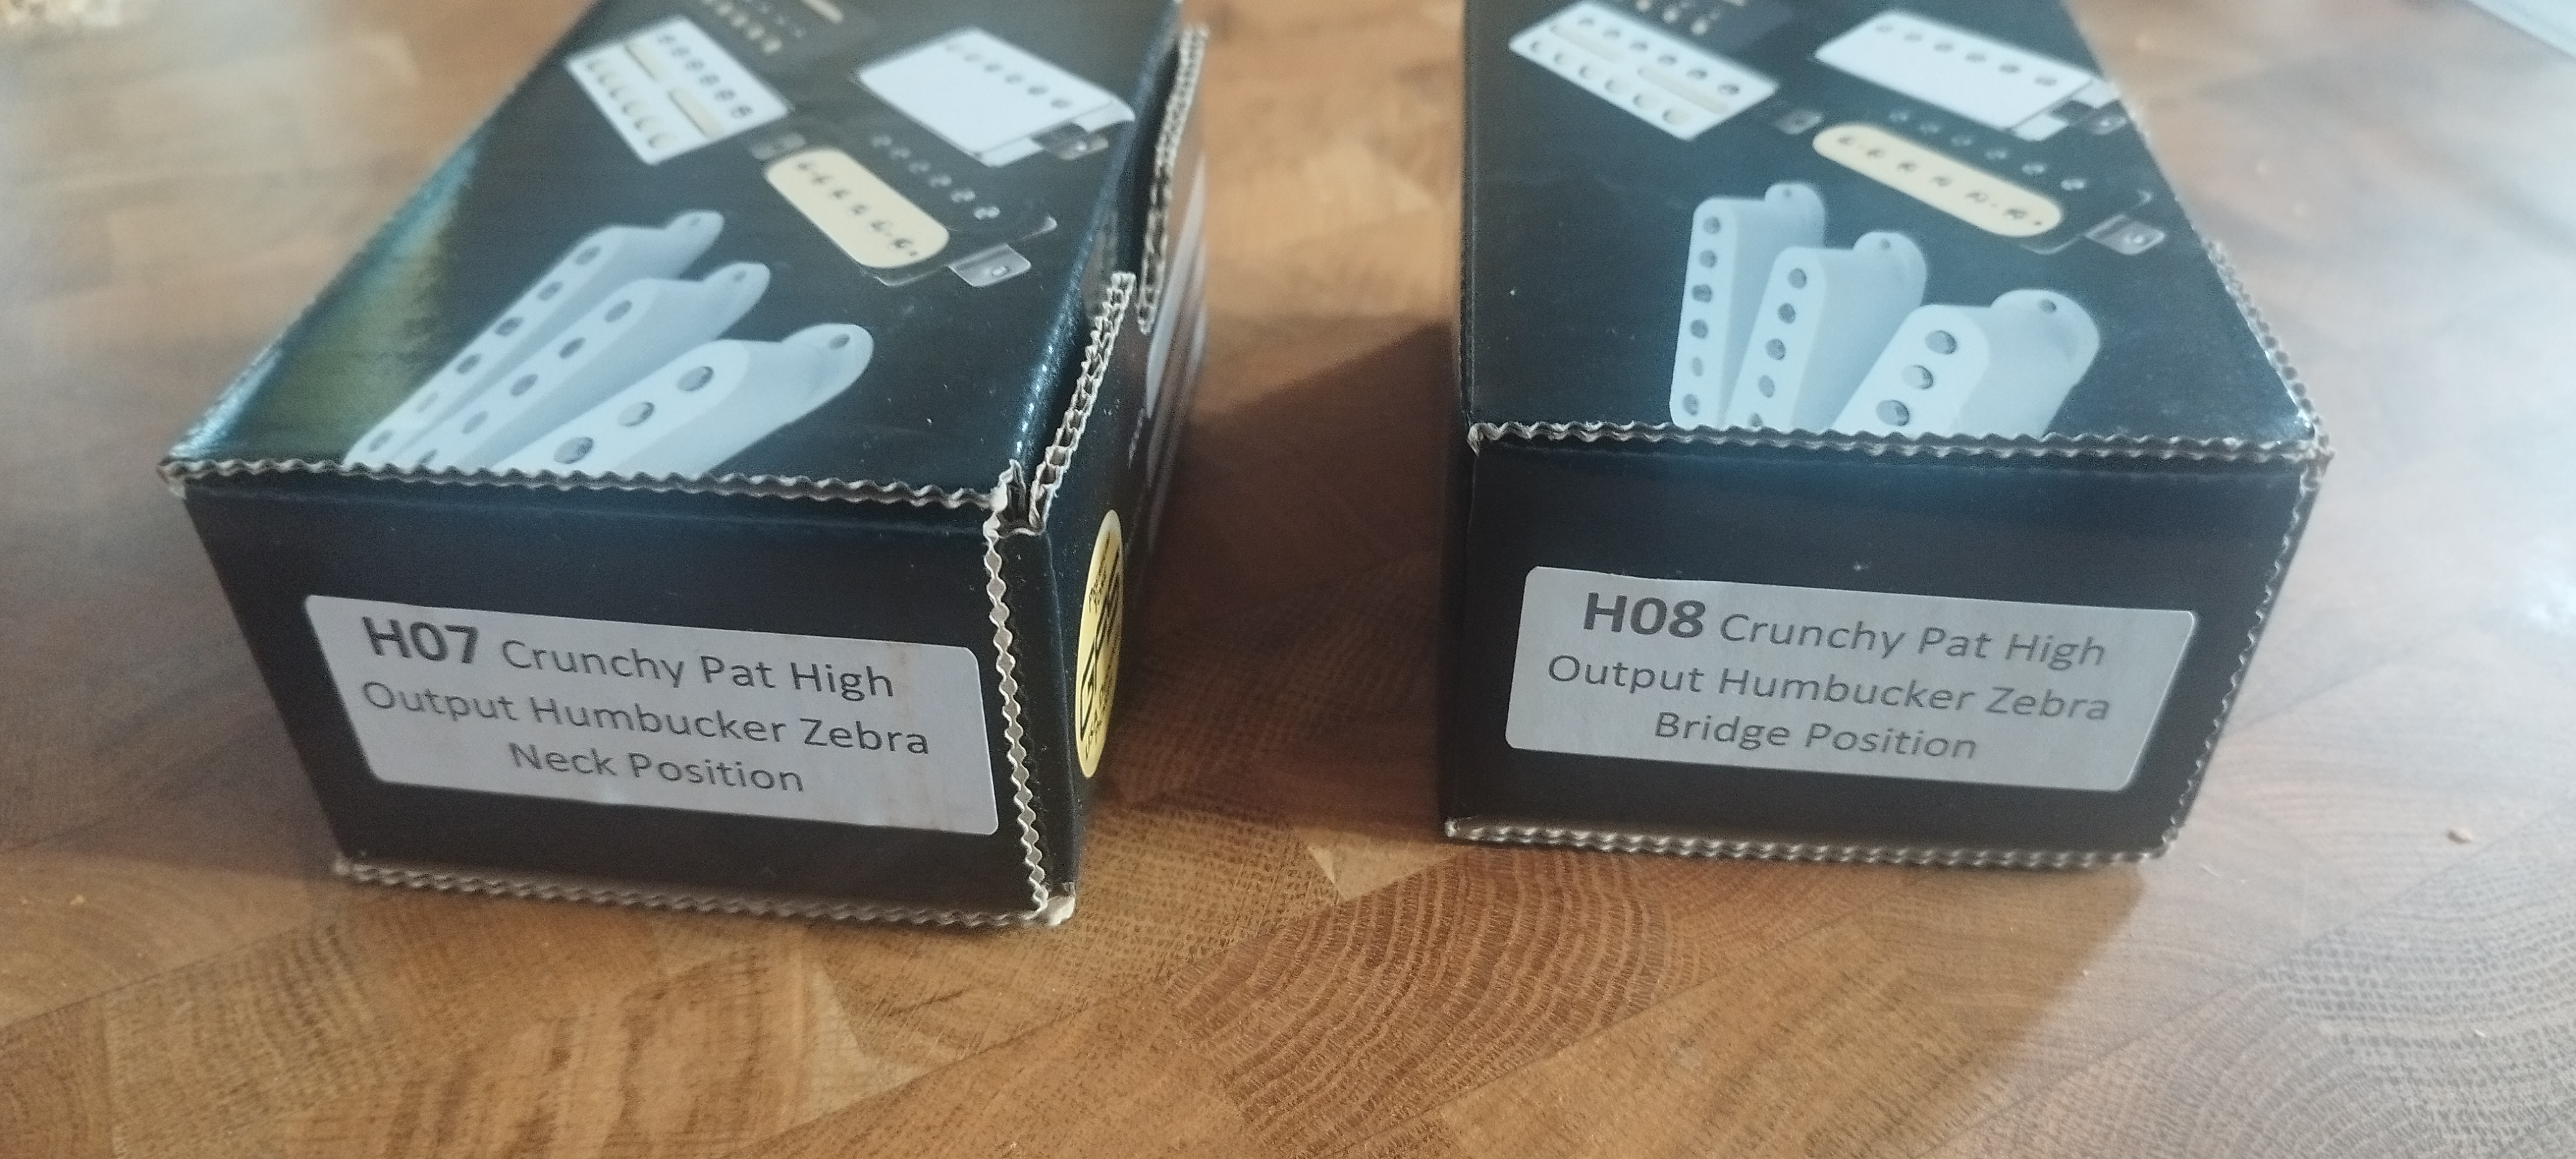 H07 Crunchy Pat High
Output Humbucker Zebra
Neck Position
H08 Crunchy Pat High
Output Humbucker Zebra
Bridge Position